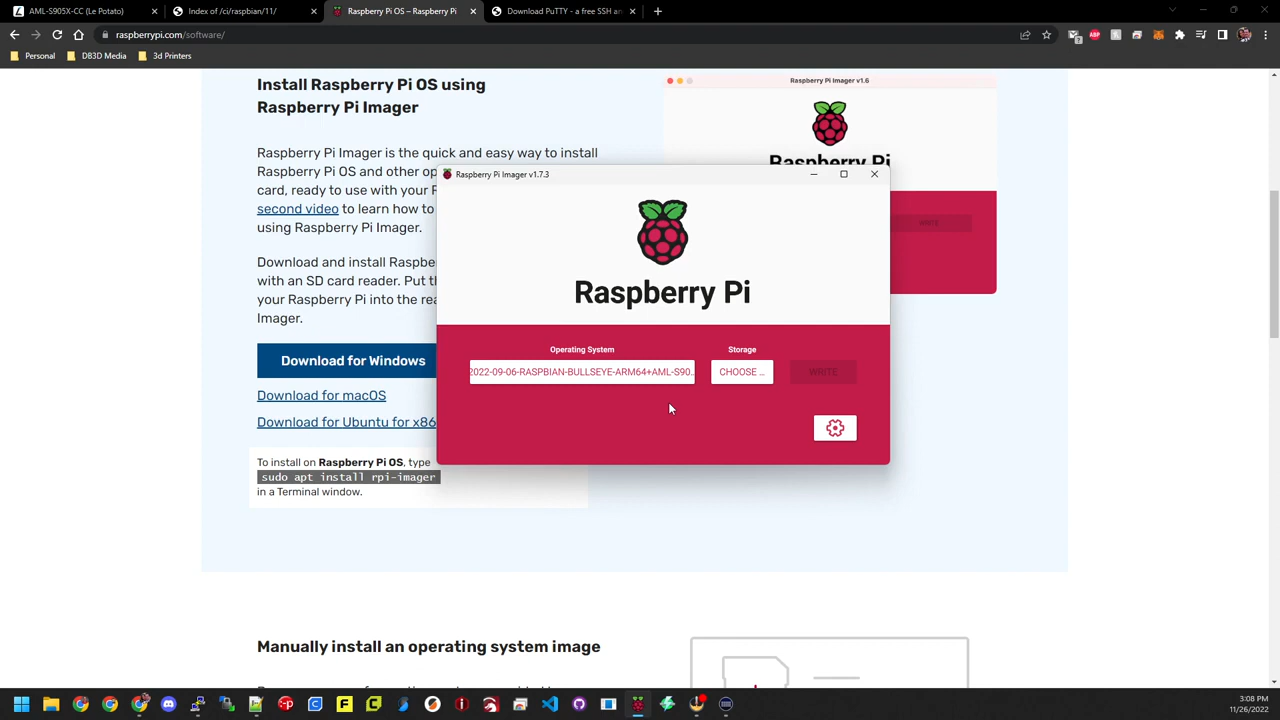 AML-S905X-CC (Le Potato)
Index of /ci/raspbian/11/
Raspberry Pi OS – Raspberry Pi
Download PuTTY - a free SSH an
raspberrypi.com/software/
Personal
DB3D Media
3d Printers
Install Raspberry Pi OS using
Raspberry Pi Imager
Raspberry Pi Imager is the quick and easy way to install
Raspberry Pi OS and other op
card, ready to use with your R
second video to learn how to
using Raspberry Pi Imager.
Download and install Raspbe
with an SD card reader. Put th
your Raspberry Pi into the rea
Imager.
Download for Windows
Download for macOS
Download for Ubuntu for x86
To install on Raspberry Pi OS, type
sudo apt install rpi-imager
in a Terminal window.
Raspberry Pi Imager v1.6
Raspberry Pi
WRITE
Raspberry Pi Imager v1.7.3
Raspberry Pi
Operating System
Storage
2022-09-06-RASPBIAN-BULLSEYE-ARM64+AML-S90..
CHOOSE ...
WRITE
Manually install an operating system image
3:08 PM
11/26/2022